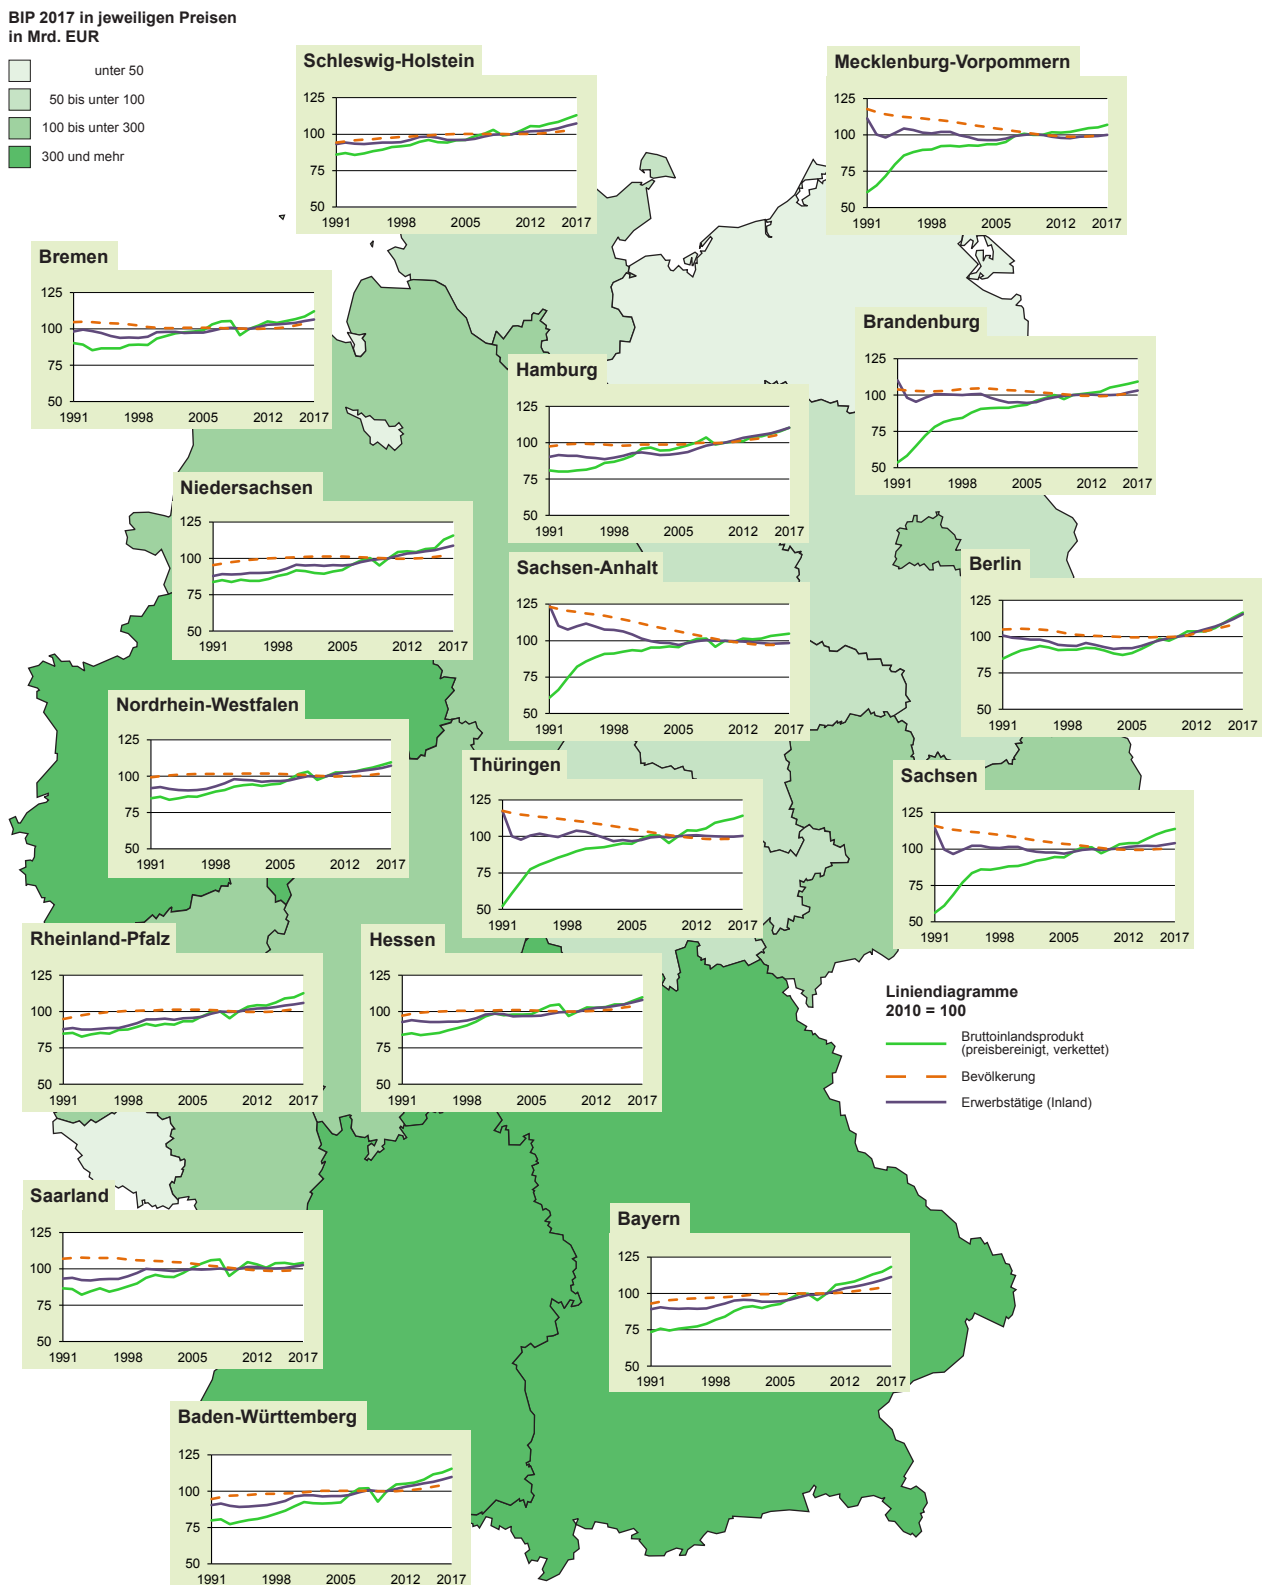 BIP 2017 in jeweiligen Preisen
in Mrd. EUR
unter 50
50 bis unter 100
100 bis unter 300
300 und mehr
Schleswig-Holstein
125
100
75
50
1991 1998 2005 2012 2017
Mecklenburg-Vorpommern
125
100
75
50
1991 1998 2005 2012 2017
Bremen
125
100
75
50
1991 1998 2005 2012 2017
Brandenburg
125
100
75
50
1991 1998 2005 2012 2017
Hamburg
125
100
75
50
1991 1998 2005 2012 2017
Niedersachsen
125
100
75
50
1991 1998 2005 2012 2017
Sachsen-Anhalt
125
100
75
50
1991 1998 2005 2012 2017
Berlin
125
100
75
50
1991 1998 2005 2012 2017
Nordrhein-Westfalen
125
100
75
50
1991 1998 2005 2012 2017
Thüringen
125
100
75
50
1991 1998 2005 2012 2017
Sachsen
125
100
75
50
1991 1998 2005 2012 2017
Rheinland-Pfalz
125
100
75
50
1991 1998 2005 2012 2017
Hessen
125
100
75
50
1991 1998 2005 2012 2017
Liniendiagramme
2010 = 100
Bruttoinlandsprodukt
(preisbereinigt, verkettet)
Bevölkerung
Erwerbstätige (Inland)
Saarland
125
100
75
50
1991 1998 2005 2012 2017
Bayern
125
100
75
50
1991 1998 2005 2012 2017
Baden-Württemberg
125
100
75
50
1991 1998 2005 2012 2017